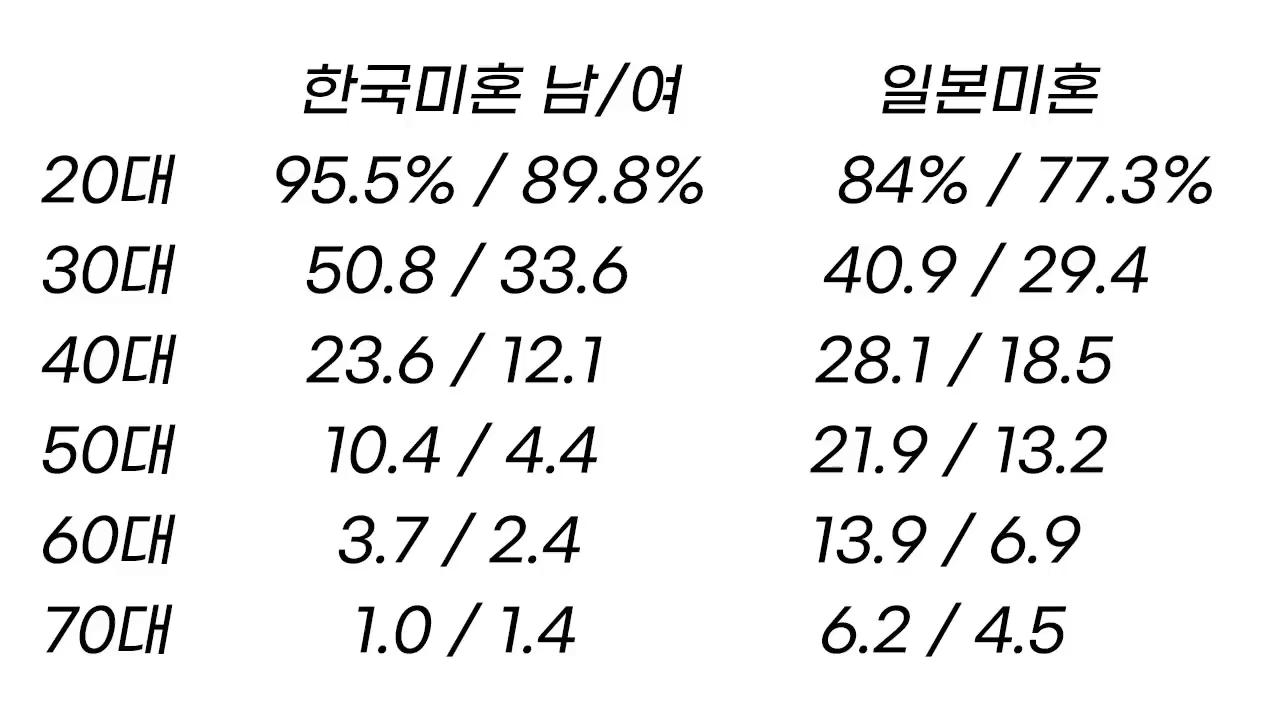 한국미혼 남/여 일본미혼
20대 95.5% / 89.8% 84% / 77.3%
30대 50.8 / 33.6 40.9 / 29.4
40대 23.6 / 12.1 28.1 / 18.5
50대 10.4 / 4.4 21.9 / 13.2
60대 3.7 / 2.4 13.9 / 6.9
70대 1.0 / 1.4 6.2 / 4.5